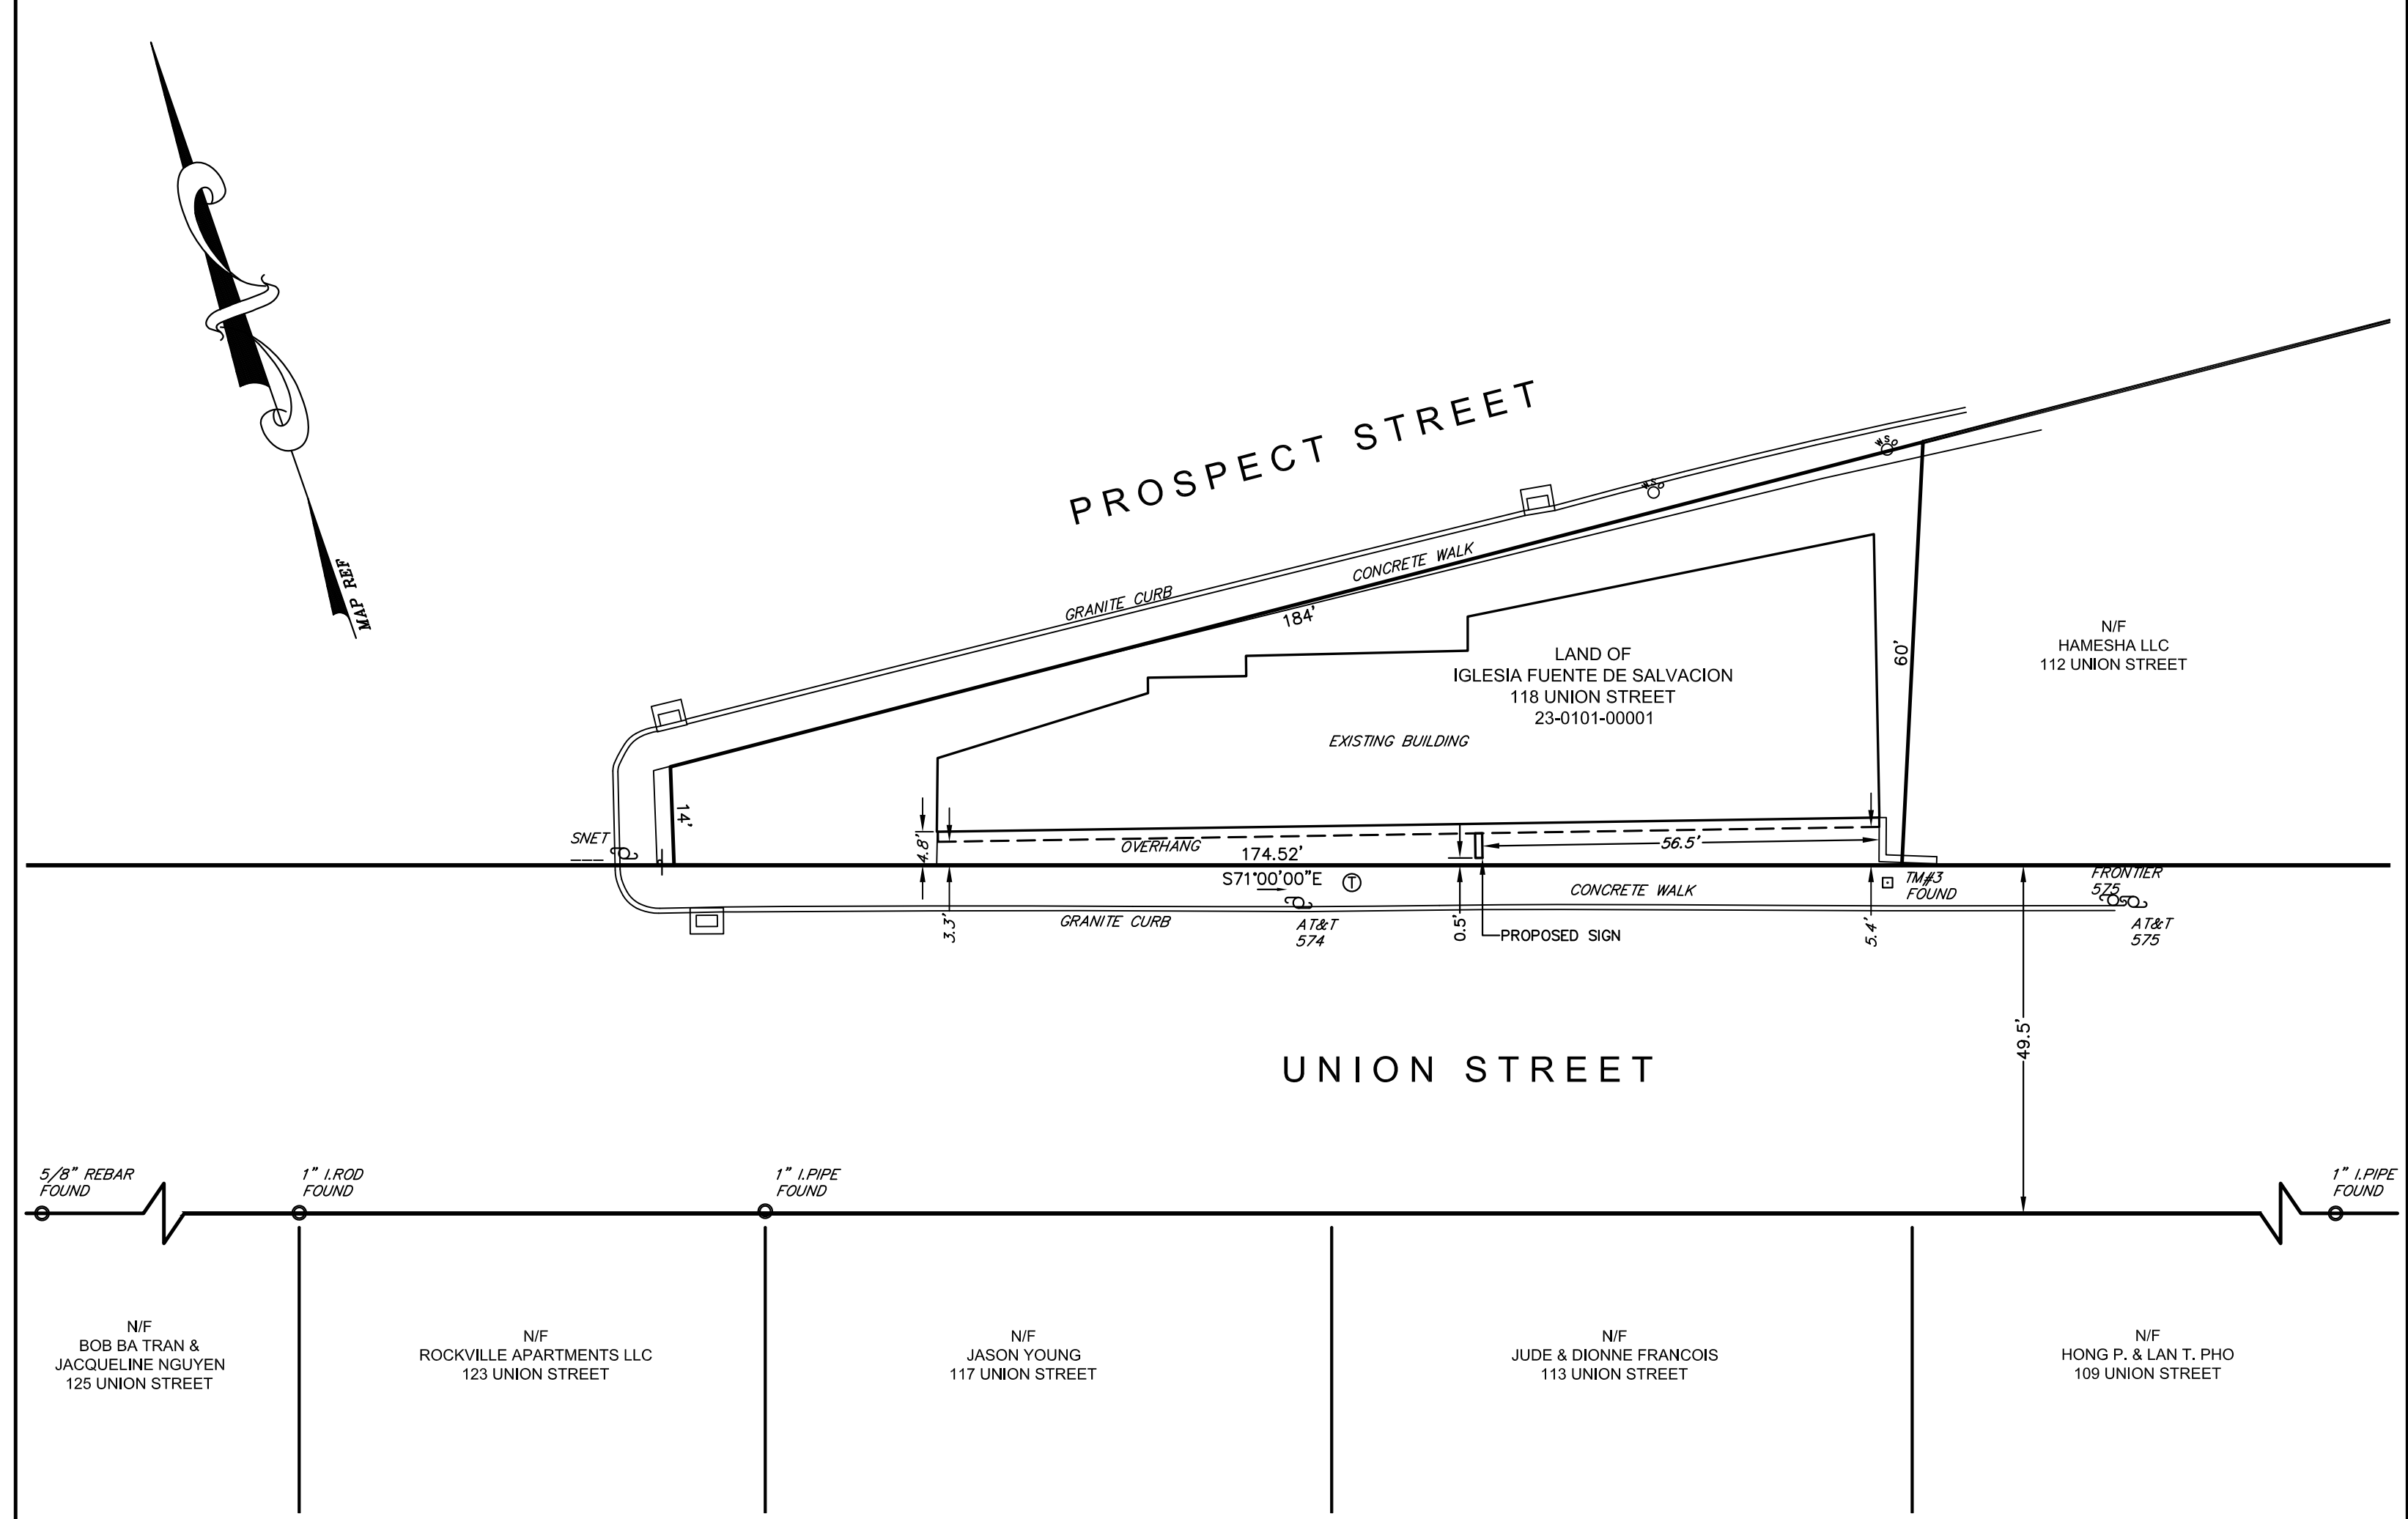 MAP REF
PROSPECT STREET
WSO
WSO
GRANITE CURB
CONCRETE WALK
184'
LAND OF
IGLESIA FUENTE DE SALVACION
118 UNION STREET
23-0101-00001
60'
N/F
HAMESHA LLC
112 UNION STREET
EXISTING BUILDING
14'
SNET
4.8'
OVERHANG
174.52'
56.5'
S71°00'00"E
T
CONCRETE WALK
TM#3
FOUND
FRONTIER
575
3.3'
GRANITE CURB
AT&T
574
0.5'
PROPOSED SIGN
5.4'
AT&T
575
49.5'
UNION STREET
5/8" REBAR
FOUND
1" I.ROD
FOUND
1" I.PIPE
FOUND
1" I.PIPE
FOUND
N/F
BOB BA TRAN &
JACQUELINE NGUYEN
125 UNION STREET
N/F
ROCKVILLE APARTMENTS LLC
123 UNION STREET
N/F
JASON YOUNG
117 UNION STREET
N/F
JUDE & DIONNE FRANCOIS
113 UNION STREET
N/F
HONG P. & LAN T. PHO
109 UNION STREET